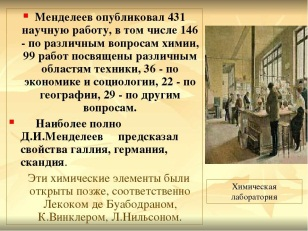 Менделеев опубликовал 431
научную работу, в том числе 146
- по различным вопросам химии,
99 работ посвящены различным
областям техники, 36 - по
экономике и социологии, 22 - по
географии, 29 - по другим
вопросам.
Наиболее полно
Д.И.Менделеев предсказал
свойства галлия, германия,
скандия.
Эти химические элементы были
открыты позже, соответственно
Лекоком де Буабодраном,
К.Винклером, Л.Нильсоном.
Химическая
лаборатория